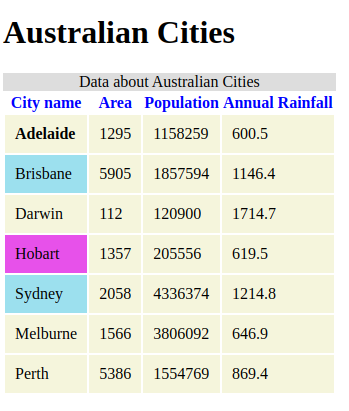 Australian Cities
Data about Australian Cities
City name Area Population Annual Rainfall
Adelaide 1295 1158259 600.5
Brisbane 5905 1857594 1146.4
Darwin 112 120900 1714.7
Hobart 1357 205556 619.5
Sydney 2058 4336374 1214.8
Melburne 1566 3806092 646.9
Perth 5386 1554769 869.4